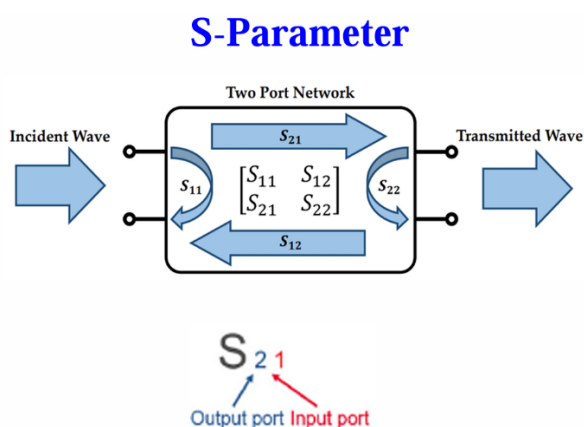 S-Parameter
Two Port Network
Incident Wave
Transmitted Wave
S₂₁
S₁₁
[S₁₁ S₁₂]
[S₂₁ S₂₂]
S₂₂
S₁₂
S₂₁
Output port Input port